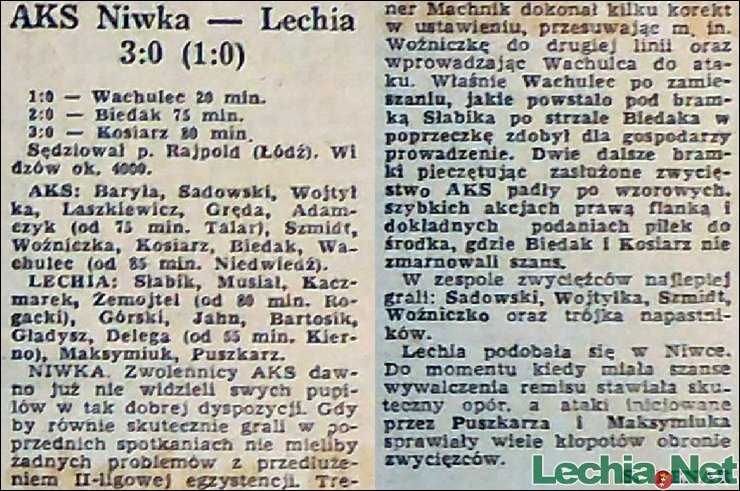 AKS Niwka — Lechia
3:0 (1:0)
1:0 — Wachulec 20 min.
2:0 — Biedak 75 min.
3:0 — Kosiarz 80 min.
Sędziował p. Rajpold (Łódź). Wi
dzów ok. 4000.
AKS: Baryla, Sadowski, Wojtył
ka, Laszkiewicz, Gręda, Adam-
czyk (od 75 min. Talar), Szmidt,
Woźniczka, Kosiarz, Biedak, Wa-
chulec (od 85 min. Niedwiedź).
LECHIA: Słabik, Musiał, Kacz-
marek, Żemojtel (od 80 min. Ro-
gacki), Górski, Jahn, Bartosik,
Gładysz, Delega (od 55 min. Kier-
no), Maksymiuk, Puszkarz.
NIWKA. Zwolennicy AKS daw-
no już nie widzieli swych pupi-
lów w tak dobrej dyspozycji. Gdy
by równie skutecznie grali w po-
przednich spotkaniach nie mieliby
żadnych problemów z przedłuże-
niem II-ligowej egzystencji. Tre-
ner Machnik dokonał kilku korekt
w ustawieniu, przesuwając m. in.
Woźniczkę do drugiej linii oraz
wprowadzając Wachulca do ata-
ku. Właśnie Wachulec po zamie-
szaniu, jakie powstało pod bram-
ką Słabika po strzale Biedaka w
poprzeczkę zdobył dla gospodarzy
prowadzenie. Dwie dalsze bram-
ki pieczętując zasłużone zwycię-
stwo AKS padły po wzorowych,
szybkich akcjach prawą flanką i
dokładnych podaniach piłek do
środka, gdzie Biedak i Kosiarz nie
zmarnowali szans.
W zespole zwycięzców najlepiej
grali: Sadowski, Wojtyłka, Szmidt,
Woźniczko oraz trójka napastni-
ków.
Lechia podobała się w Niwce.
Do momentu kiedy miała szanse
wywalczenia remisu stawiała sku-
teczny opór, a ataki inicjowane
przez Puszkarza i Maksymiuka
sprawiały wiele kłopotów obronie
zwycięzców.
Lechia.Net